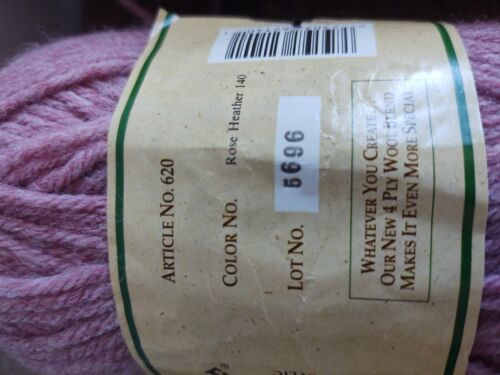 ARTICLE NO. 620
COLOR NO. Rose Heather 140
LOT NO. 5696
WHATEVER YOU CREATE,
OUR NEW 4 PLY WOOL BLEND
MAKES IT EVEN MORE SPECIAL